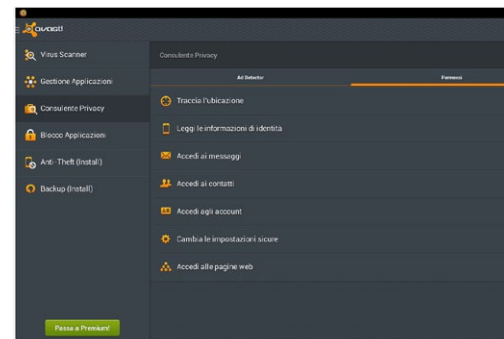 avast!
Virus Scanner
Gestione Applicazioni
Consulente Privacy
Blocco Applicazioni
Anti-Theft (Install)
Backup (Install)
Passa a Premium!
Consulente Privacy
Ad Detector
Permessi
Traccia l'ubicazione
Leggi le informazioni di identità
Accedi ai messaggi
Accedi ai contatti
Accedi agli account
Cambia le impostazioni sicure
Accedi alle pagine web